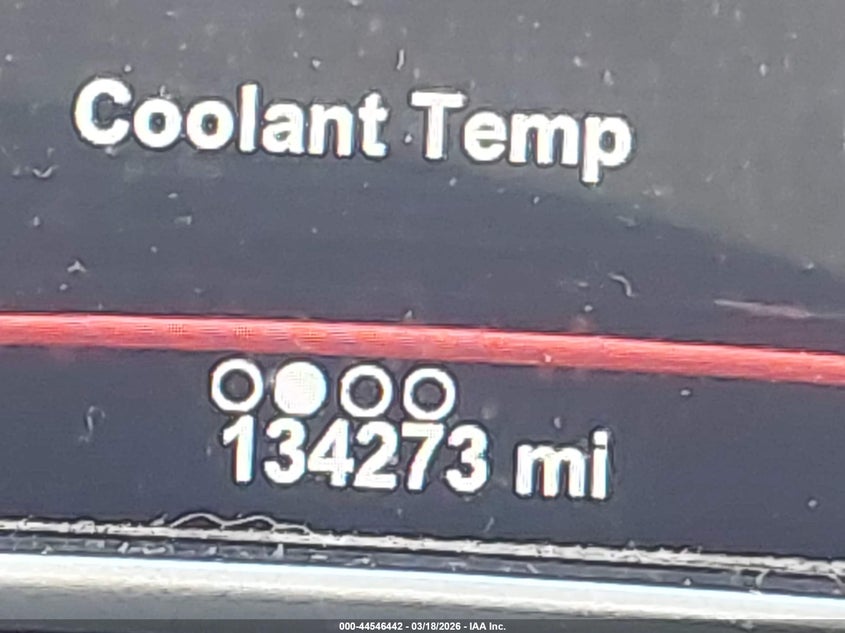 Coolant Temp
134273 mi
000-44546442 - 03/18/2026 - IAA Inc.